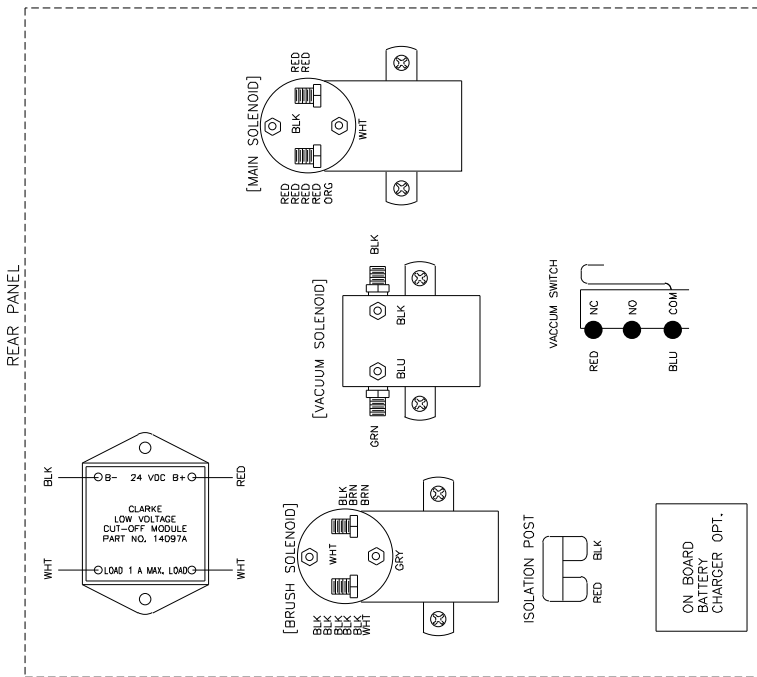 REAR PANEL
[MAIN SOLENOID]
RED
RED
BLK
WHT
RED
RED
RED
RED
ORG
[VACUUM SOLENOID]
BLK
BLK
BLU
GRN
VACCUM SWITCH
NC
NO
COM
RED
BLU
BLK
B- 24 VDC B+
RED
CLARKE
LOW VOLTAGE
CUT-OFF MODULE
PART NO. 14097A
WHT
LOAD 1 A MAX. LOAD
WHT
[BRUSH SOLENOID]
BLK
BRN
BRN
WHT
GRY
BLK
BLK
BLK
BLK
BLK
WHT
ISOLATION POST
BLK
RED
ON BOARD
BATTERY
CHARGER OPT.